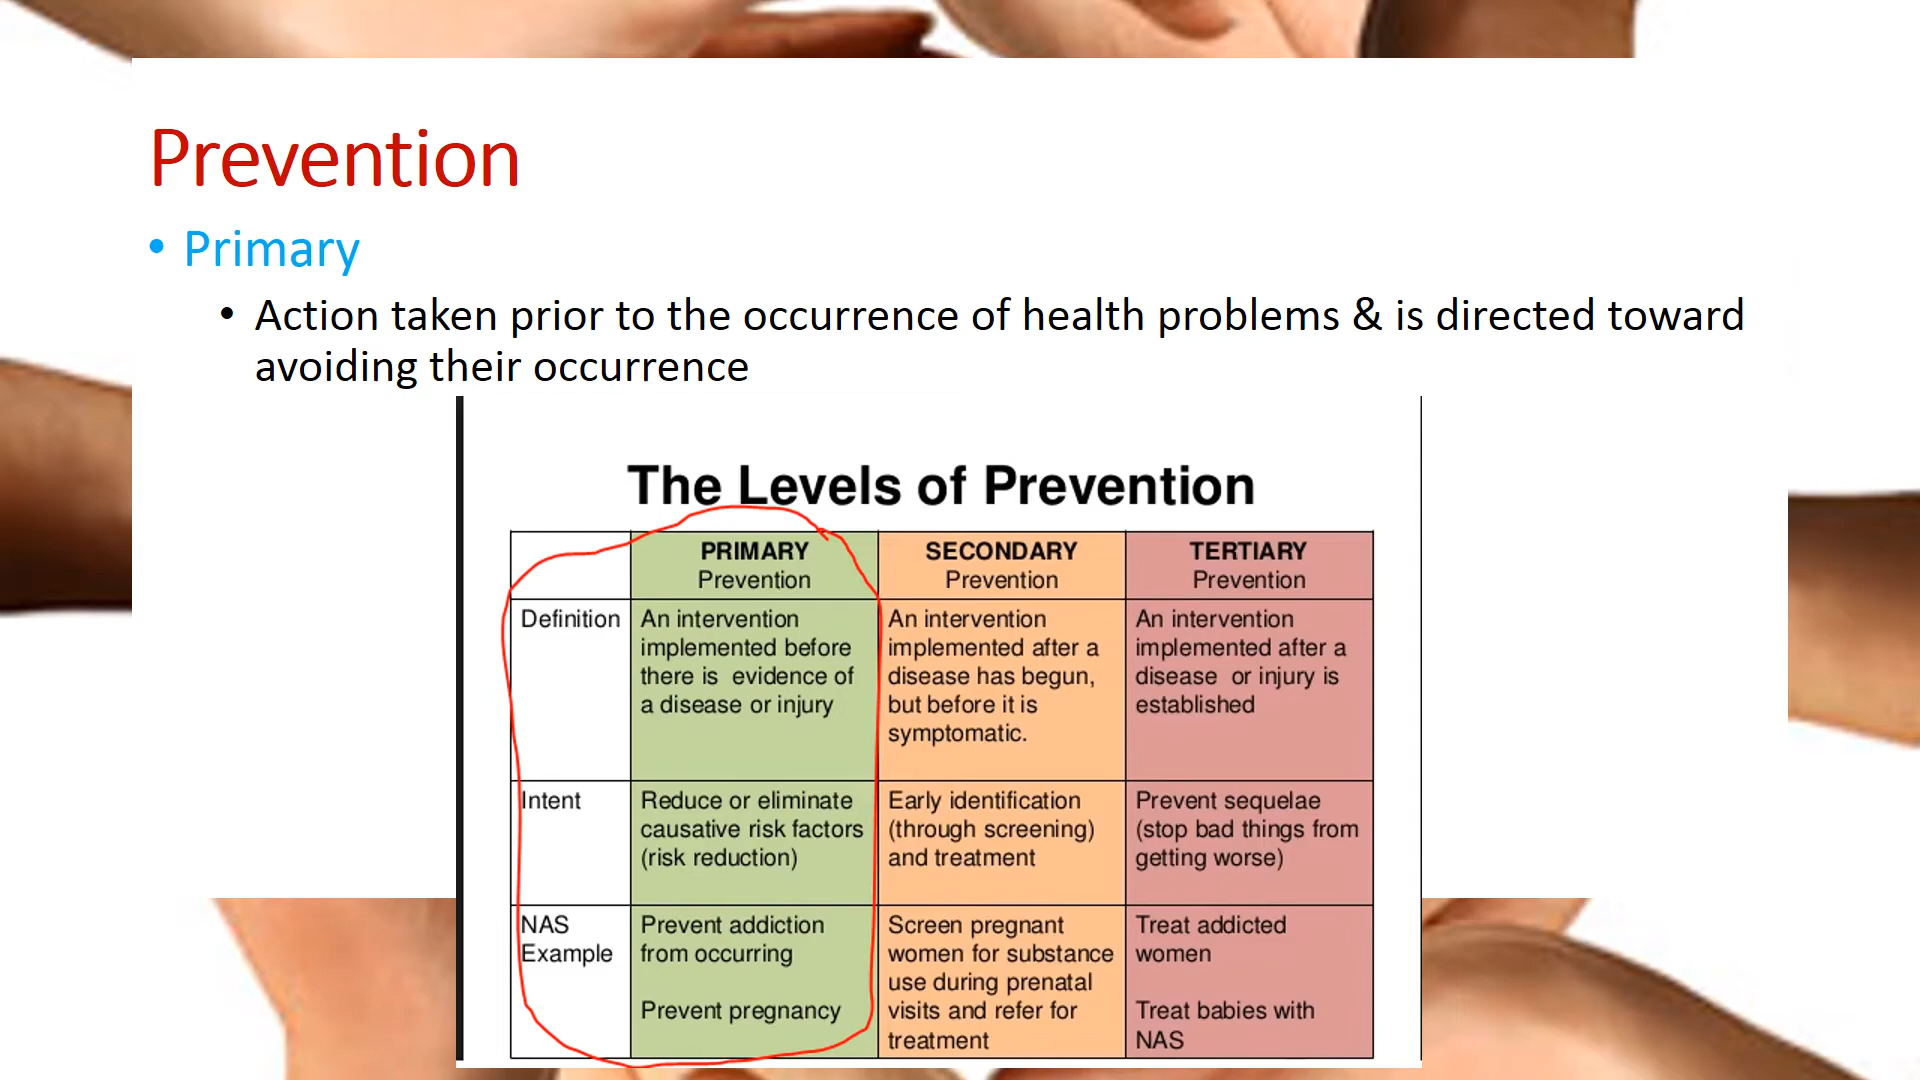 Prevention
• Primary
• Action taken prior to the occurrence of health problems & is directed toward
avoiding their occurrence
The Levels of Prevention
PRIMARY
Prevention
SECONDARY
Prevention
TERTIARY
Prevention
Definition
An intervention
implemented before
there is evidence of
a disease or injury
An intervention
implemented after a
disease has begun,
but before it is
symptomatic.
An intervention
implemented after a
disease or injury is
established
Intent
Reduce or eliminate
causative risk factors
(risk reduction)
Early identification
(through screening)
and treatment
Prevent sequelae
(stop bad things from
getting worse)
NAS
Example
Prevent addiction
from occurring
Prevent pregnancy
Screen pregnant
women for substance
use during prenatal
visits and refer for
treatment
Treat addicted
women
Treat babies with
NAS